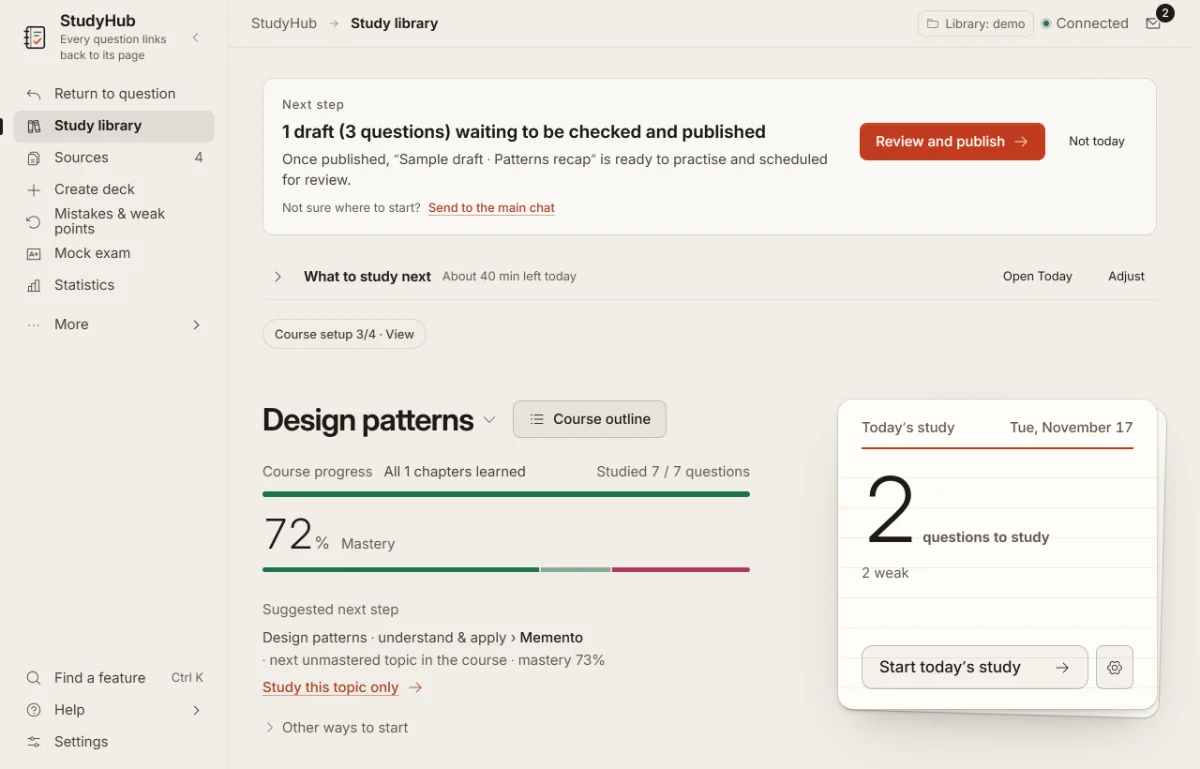 StudyHub
Every question links
back to its page
Return to question
Study library
Sources 4
Create deck
Mistakes & weak
points
Mock exam
Statistics
More
Find a feature Ctrl K
Help
Settings
StudyHub → Study library
Library: demo
Connected
2
Next step
1 draft (3 questions) waiting to be checked and published
Once published, “Sample draft · Patterns recap” is ready to practise and scheduled
for review.
Not sure where to start? Send to the main chat
Review and publish →
Not today
What to study next About 40 min left today
Open Today
Adjust
Course setup 3/4 · View
Design patterns
Course outline
Course progress All 1 chapters learned Studied 7 / 7 questions
72% Mastery
Suggested next step
Design patterns · understand & apply › Memento
· next unmastered topic in the course · mastery 73%
Study this topic only →
Other ways to start
Today’s study Tue, November 17
2 questions to study
2 weak
Start today’s study →